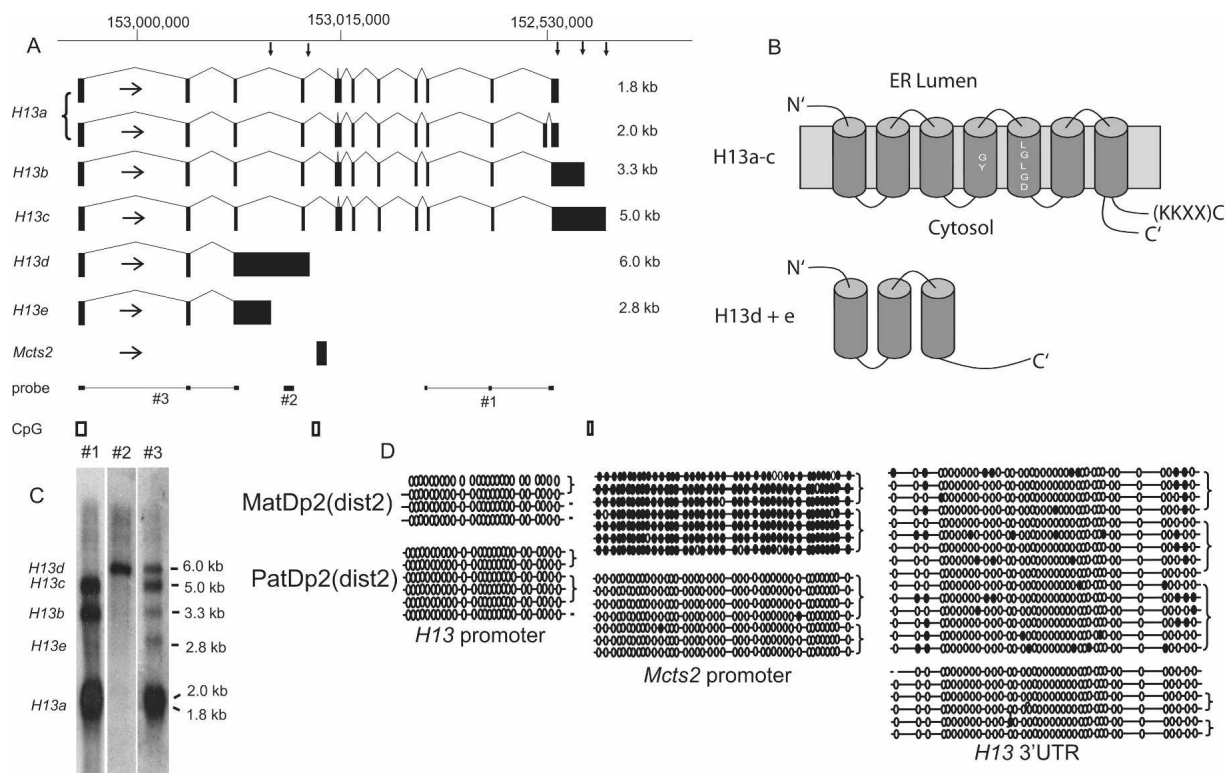 153,000,000 153,015,000 152,530,000
A
H13a
1.8 kb
2.0 kb
H13b 3.3 kb
H13c 5.0 kb
H13d 6.0 kb
H13e 2.8 kb
Mcts2
probe
#3 #2 #1
CpG
B
ER Lumen
N'
H13a-c
G
Y
L
G
L
G
D
(KKXX)C
C'
Cytosol
N'
H13d + e
C'
C
#1 #2 #3
H13d 6.0 kb
H13c 5.0 kb
H13b 3.3 kb
H13e 2.8 kb
2.0 kb
H13a
1.8 kb
D
MatDp2(dist2)
PatDp2(dist2)
H13 promoter
Mcts2 promoter
H13 3'UTR